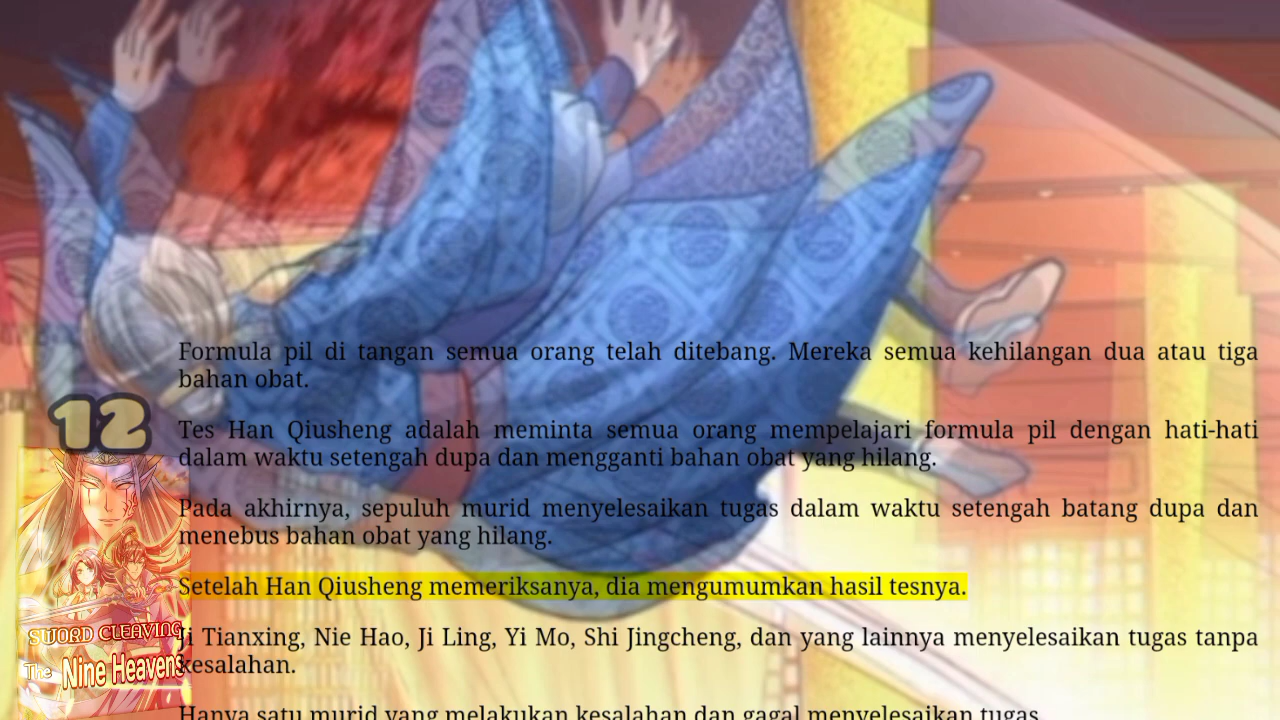 Formula pil di tangan semua orang telah ditebang. Mereka semua kehilangan dua atau tiga
bahan obat.
12
Tes Han Qiusheng adalah meminta semua orang mempelajari formula pil dengan hati-hati
dalam waktu setengah dupa dan mengganti bahan obat yang hilang.
Pada akhirnya, sepuluh murid menyelesaikan tugas dalam waktu setengah batang dupa dan
menebus bahan obat yang hilang.
Setelah Han Qiusheng memeriksanya, dia mengumumkan hasil tesnya.
SWORD CLEAVING
The Nine Heavens
Ji Tianxing, Nie Hao, Ji Ling, Yi Mo, Shi Jingcheng, dan yang lainnya menyelesaikan tugas tanpa
kesalahan.
Hanya satu murid yang melakukan kesalahan dan gagal menyelesaikan tugas.